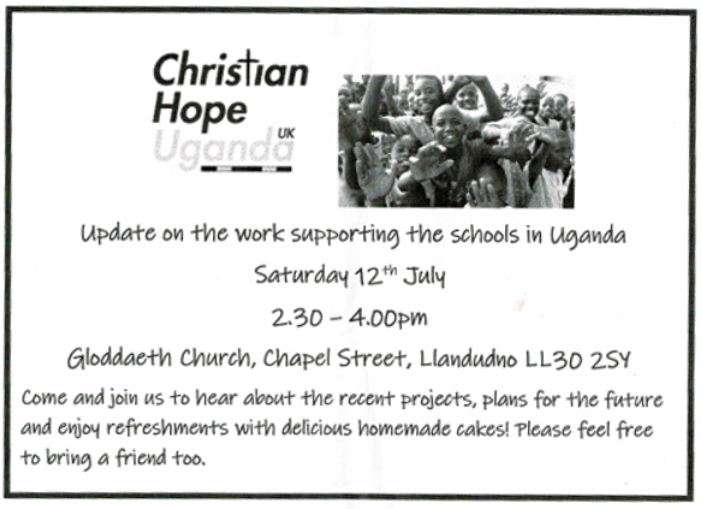 Christian
Hope
Uganda UK
Update on the work supporting the schools in Uganda
Saturday 12th July
2.30 – 4.00pm
Gloddaeth Church, Chapel Street, Llandudno LL30 2SY
Come and join us to hear about the recent projects, plans for the future
and enjoy refreshments with delicious homemade cakes! Please feel free
to bring a friend too.